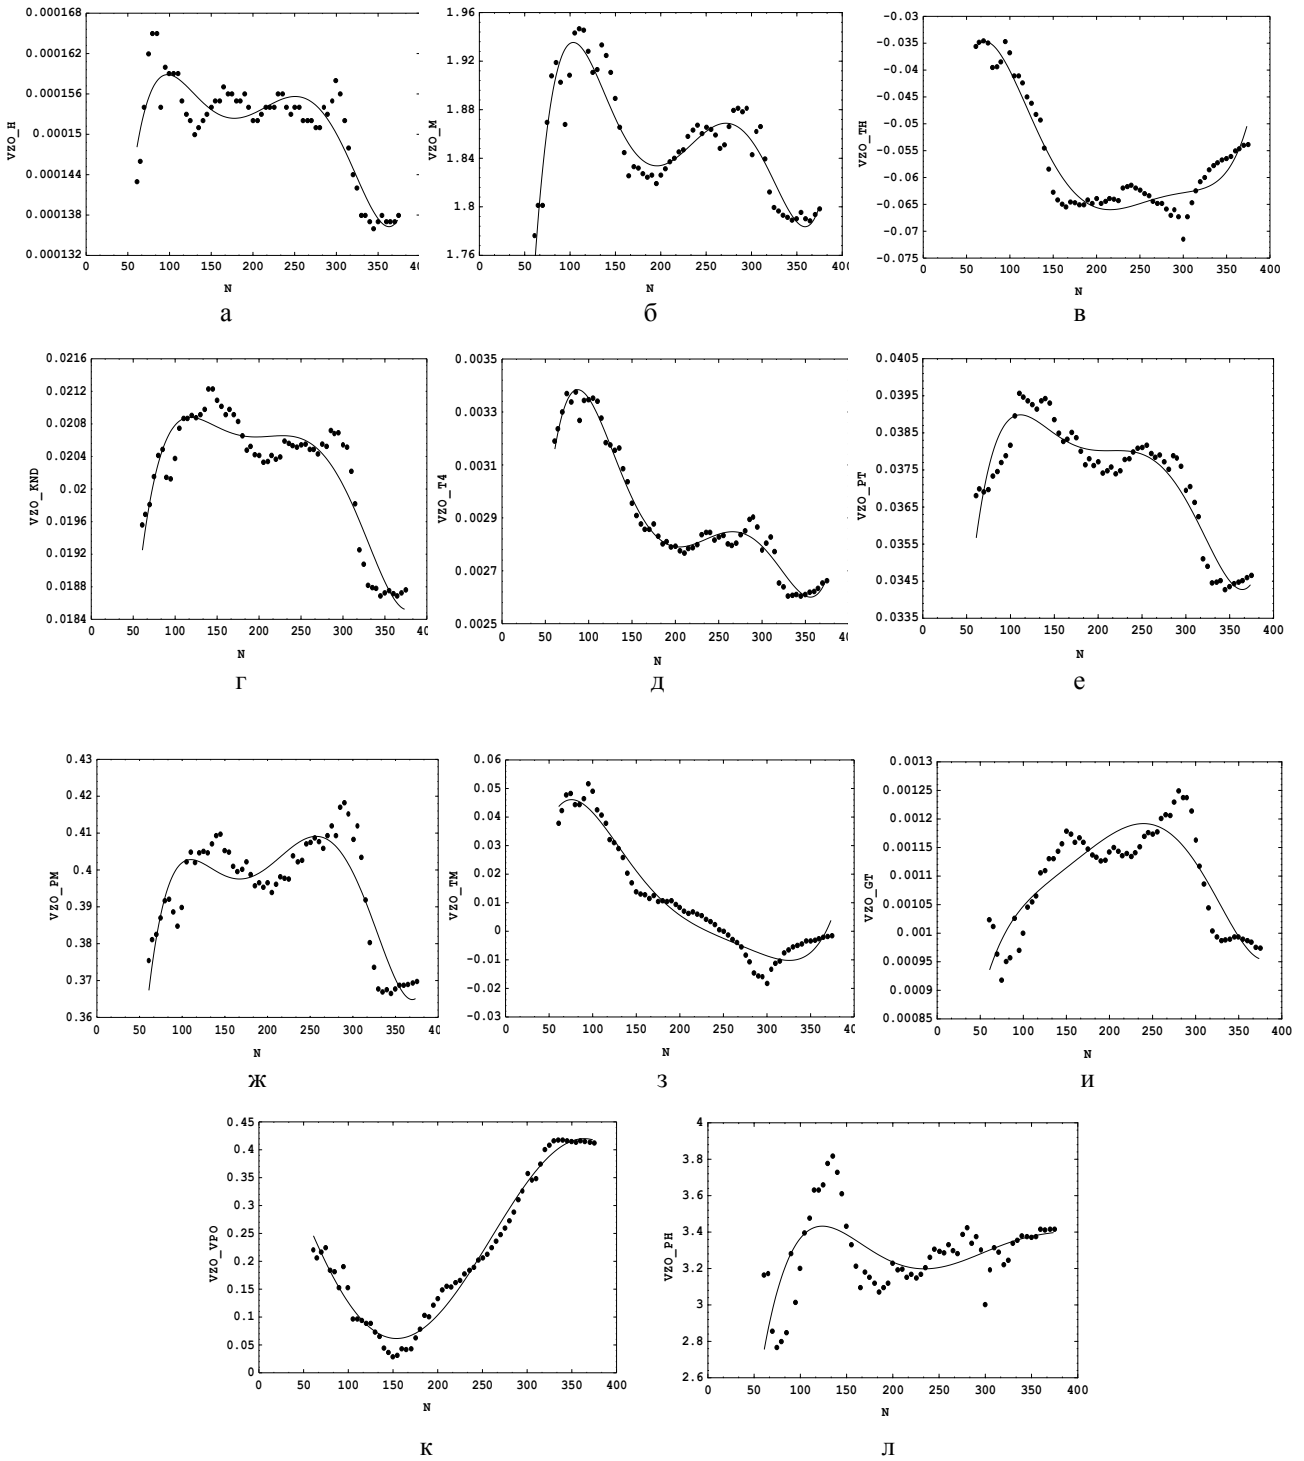 0.000168
0.000162
0.000156
0.00015
0.000144
0.000138
0.000132
VZO_H
0 50 100 150 200 250 300 350 400
N
а
1.96
1.92
1.88
1.84
1.8
1.76
VZO_M
0 50 100 150 200 250 300 350 40(
N
б
-0.03
-0.035
-0.04
-0.045
-0.05
-0.055
-0.06
-0.065
-0.07
-0.075
VZO_TH
0 50 100 150 200 250 300 350 400
N
в
0.0216
0.0212
0.0208
0.0204
0.02
0.0196
0.0192
0.0188
0.0184
VZO_KND
0 50 100 150 200 250 300 350 40(
N
г
0.0035
0.0033
0.0031
0.0029
0.0027
0.0025
VZO_T4
0 50 100 150 200 250 300 350 40(
N
д
0.0405
0.0395
0.0385
0.0375
0.0365
0.0355
0.0345
0.0335
VZO_PT
0 50 100 150 200 250 300 350 400
N
е
0.43
0.42
0.41
0.4
0.39
0.38
0.37
0.36
VZO_PM
0 50 100 150 200 250 300 350 40(
N
ж
0.06
0.05
0.04
0.03
0.02
0.01
0
-0.01
-0.02
-0.03
VZO_TM
0 50 100 150 200 250 300 350 40(
N
з
0.0013
0.00125
0.0012
0.00115
0.0011
0.00105
0.001
0.00095
0.0009
0.00085
VZO_GT
0 50 100 150 200 250 300 350 400
N
и
0.45
0.4
0.35
0.3
0.25
0.2
0.15
0.1
0.05
0
VZO_VPO
0 50 100 150 200 250 300 350 400
N
к
4
3.8
3.6
3.4
3.2
3
2.8
2.6
VZO_PH
0 50 100 150 200 250 300 350 400
N
л